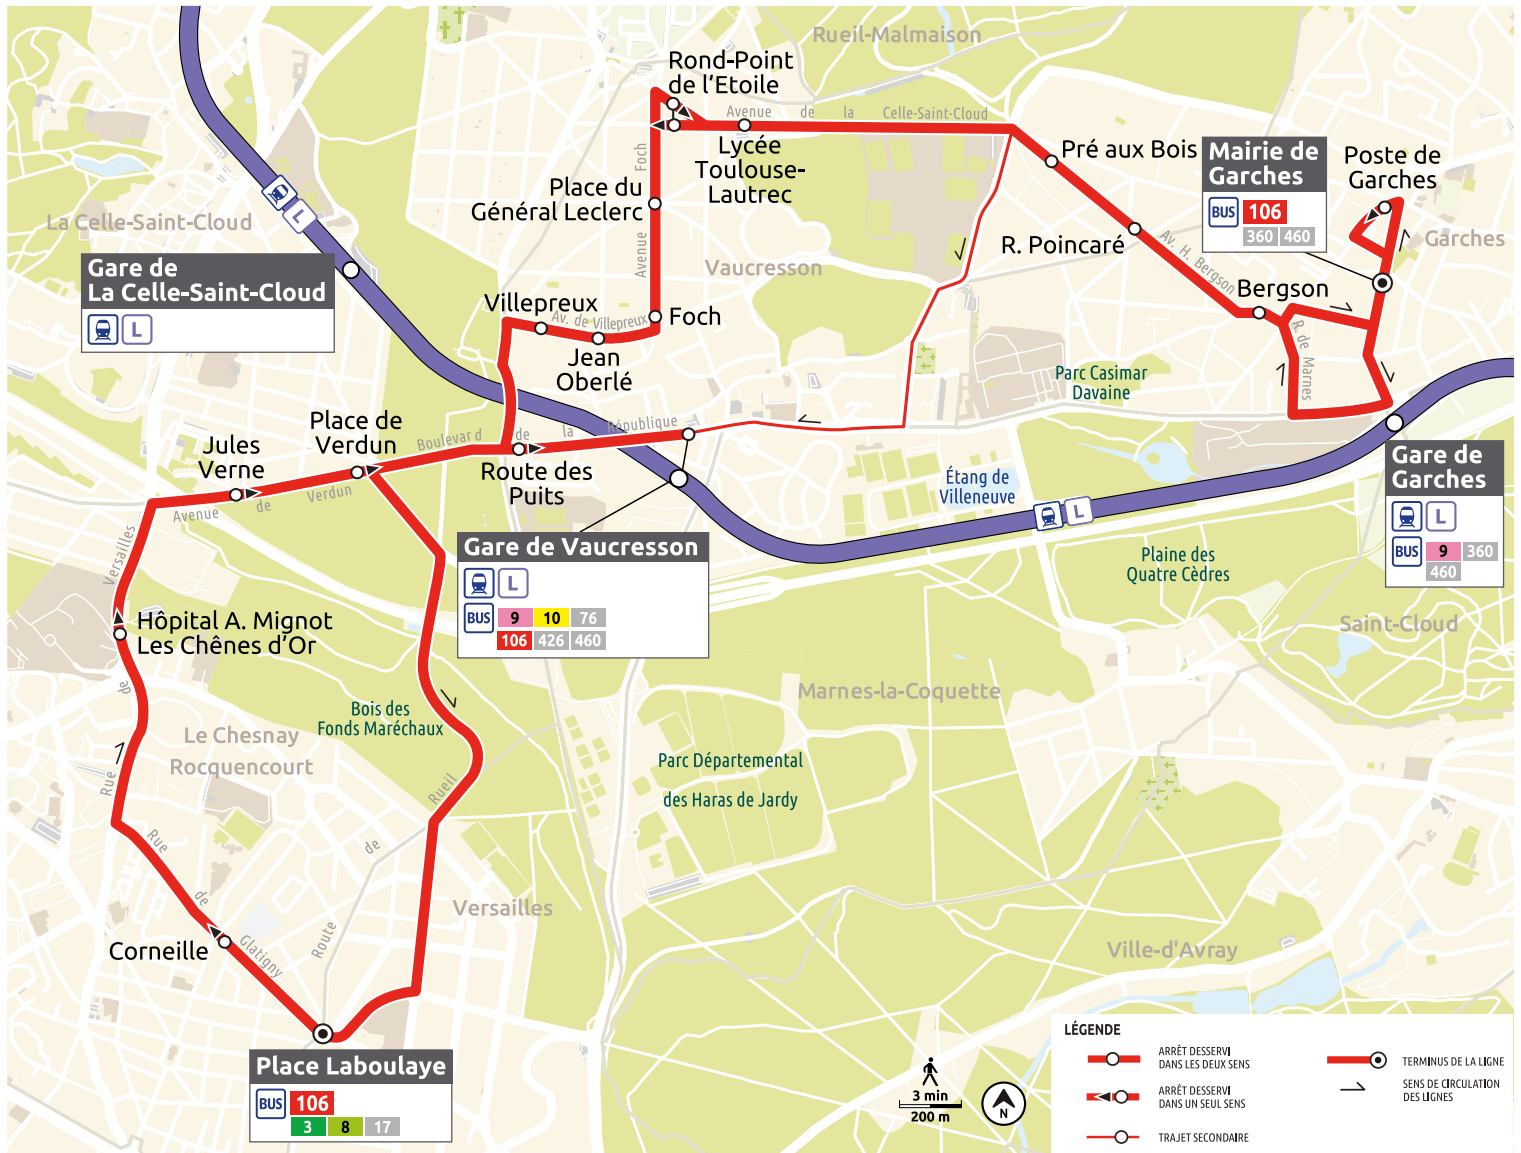 Rueil-Malmaison
Rond-Point
de l'Etoile
Avenue de la Celle-Saint-Cloud
Lycée
Toulouse-
Lautrec
Avenue Foch
Place du
Général Leclerc
Pré aux Bois
R. Poincaré
Av. H. Bergson
Mairie de
Garches
BUS 106
360 460
Poste de
Garches
Garches
Bergson
R. de Marnes
La Celle-Saint-Cloud
L
Gare de
La Celle-Saint-Cloud
L
Vaucresson
Villepreux
Av. de Villepreux
Foch
Jean
Oberlé
Parc Casimar
Davaine
Place de
Verdun
Boulevard de la République
Jules
Verne
Avenue de Verdun
Route des
Puits
Étang de
Villeneuve
L
Gare de
Garches
L
BUS 9 360
460
Gare de Vaucresson
L
BUS 9 10 76
106 426 460
Plaine des
Quatre Cèdres
Rue de Versailles
Hôpital A. Mignot
Les Chênes d'Or
Saint-Cloud
Marnes-la-Coquette
Bois des
Fonds Maréchaux
Le Chesnay
Rocquencourt
Parc Départemental
des Haras de Jardy
Route de Rueil
Rue de Glatigny
Versailles
Corneille
Ville-d'Avray
Place Laboulaye
BUS 106
3 8 17
3 min
200 m
N
LÉGENDE
ARRÊT DESSERVI
DANS LES DEUX SENS
ARRÊT DESSERVI
DANS UN SEUL SENS
TRAJET SECONDAIRE
TERMINUS DE LA LIGNE
SENS DE CIRCULATION
DES LIGNES